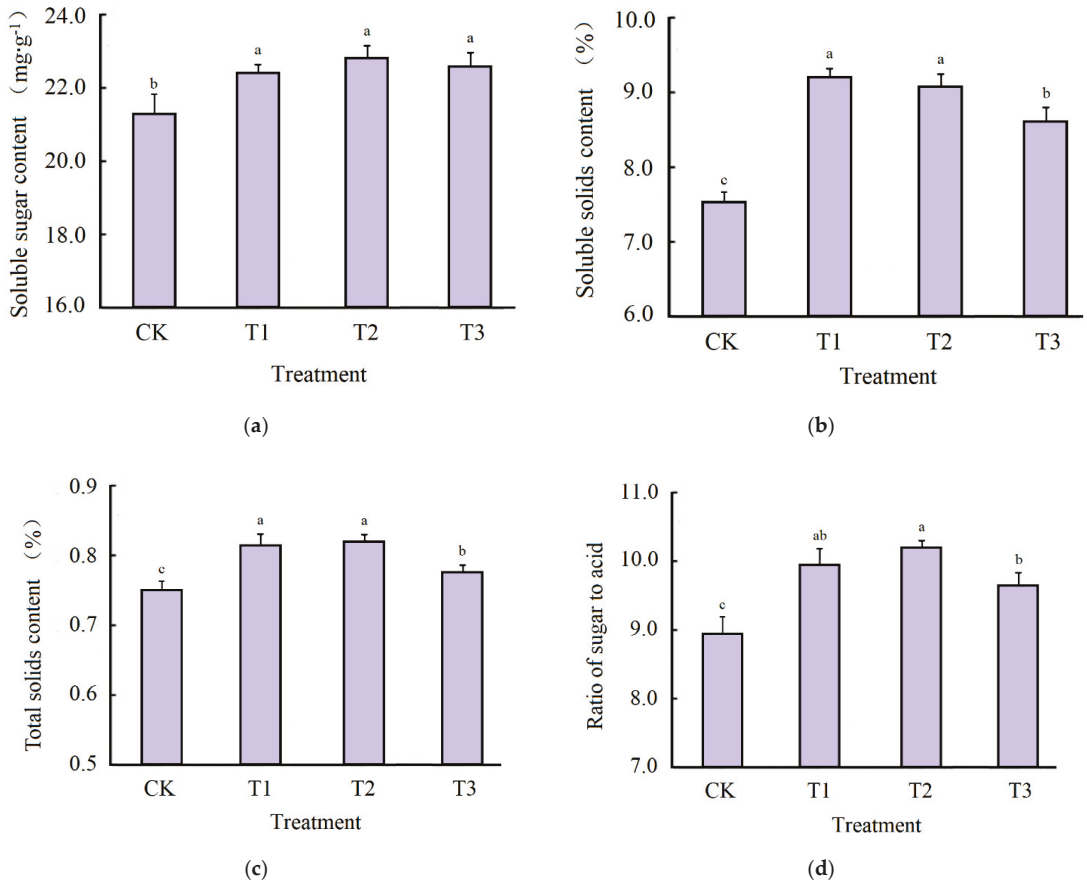 Soluble sugar content （mg·g⁻¹）
24.0
22.0
20.0
18.0
16.0
b
a
a
a
CK
T1
T2
T3
Treatment
(a)
Soluble solids content （%）
10.0
9.0
8.0
7.0
6.0
c
a
a
b
CK
T1
T2
T3
Treatment
(b)
Total solids content （%）
0.9
0.8
0.7
0.6
0.5
c
a
a
b
CK
T1
T2
T3
Treatment
(c)
Ratio of sugar to acid
11.0
10.0
9.0
8.0
7.0
c
ab
a
b
CK
T1
T2
T3
Treatment
(d)